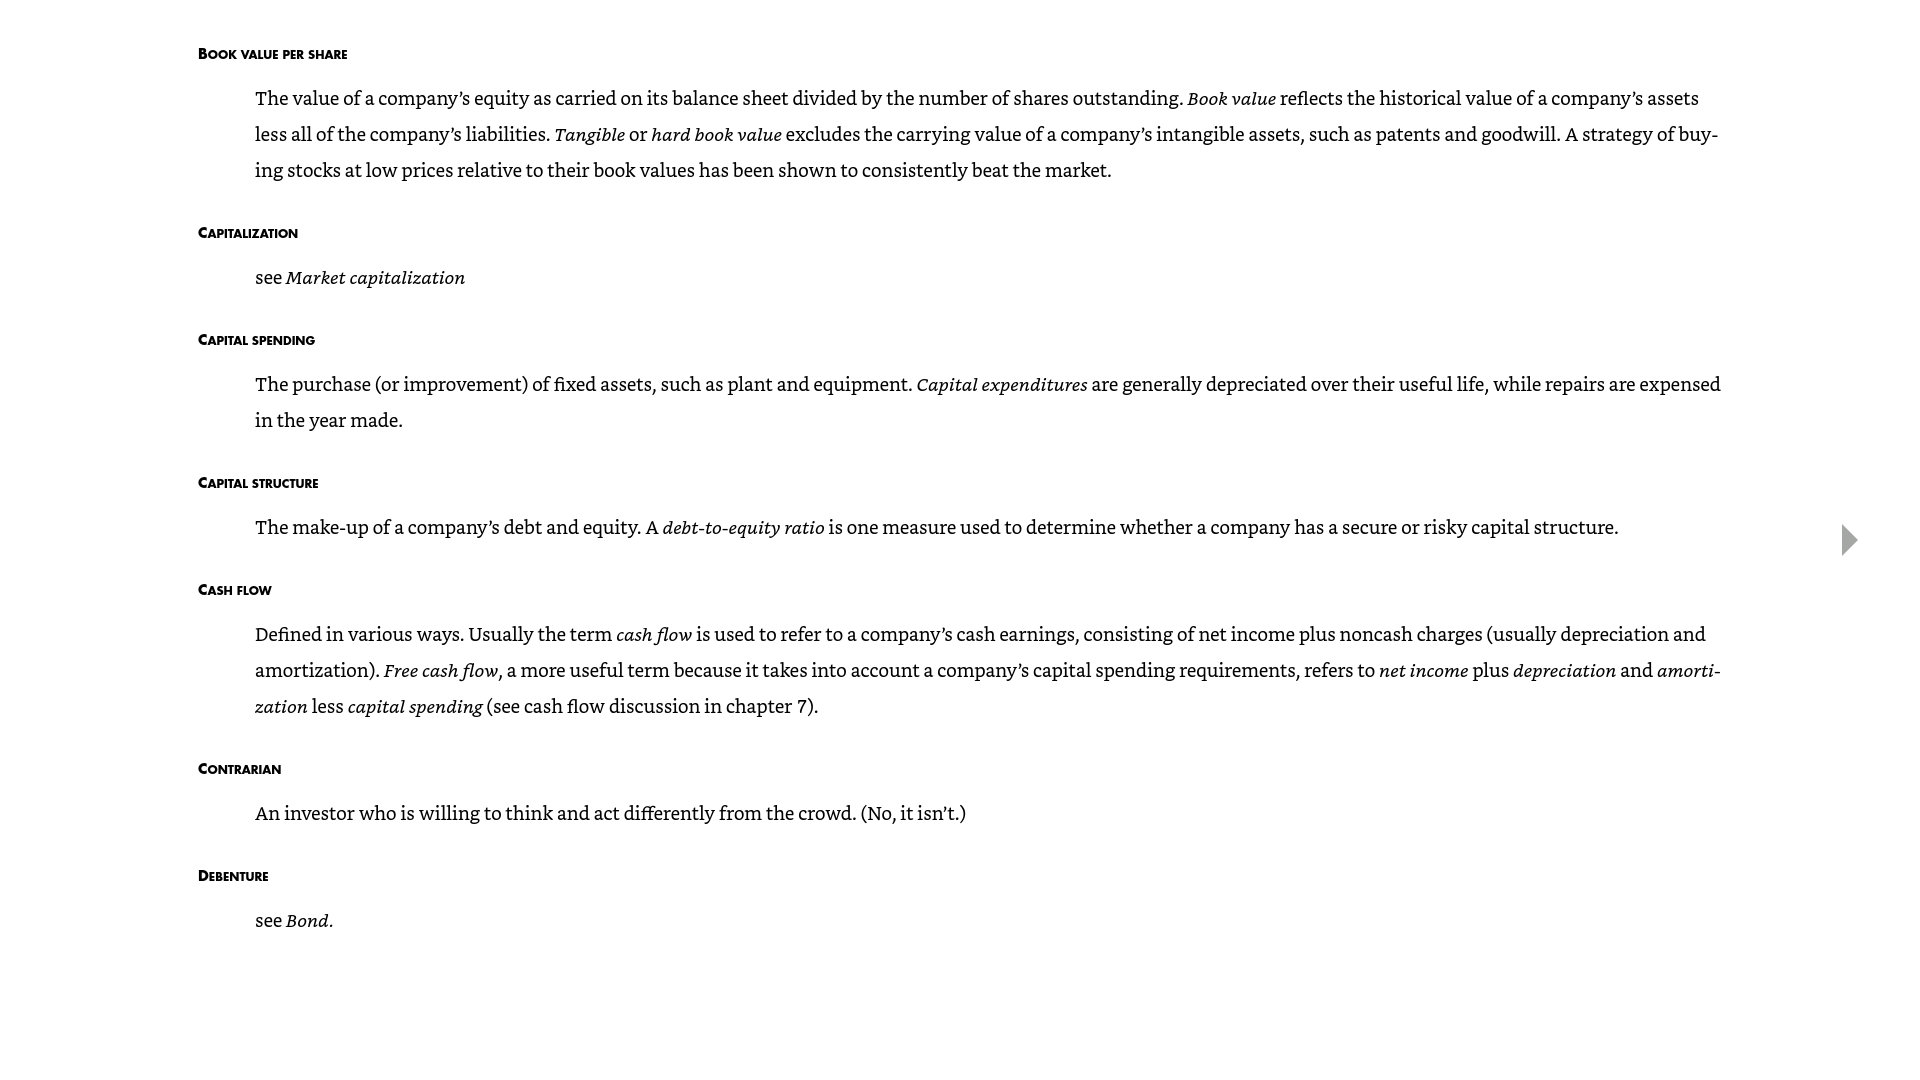 BOOK VALUE PER SHARE
The value of a company’s equity as carried on its balance sheet divided by the number of shares outstanding. Book value reflects the historical value of a company’s assets
less all of the company’s liabilities. Tangible or hard book value excludes the carrying value of a company’s intangible assets, such as patents and goodwill. A strategy of buy-
ing stocks at low prices relative to their book values has been shown to consistently beat the market.
CAPITALIZATION
see Market capitalization
CAPITAL SPENDING
The purchase (or improvement) of fixed assets, such as plant and equipment. Capital expenditures are generally depreciated over their useful life, while repairs are expensed
in the year made.
CAPITAL STRUCTURE
The make-up of a company’s debt and equity. A debt-to-equity ratio is one measure used to determine whether a company has a secure or risky capital structure.
CASH FLOW
Defined in various ways. Usually the term cash flow is used to refer to a company’s cash earnings, consisting of net income plus noncash charges (usually depreciation and
amortization). Free cash flow, a more useful term because it takes into account a company’s capital spending requirements, refers to net income plus depreciation and amorti-
zation less capital spending (see cash flow discussion in chapter 7).
CONTRARIAN
An investor who is willing to think and act differently from the crowd. (No, it isn’t.)
DEBENTURE
see Bond.